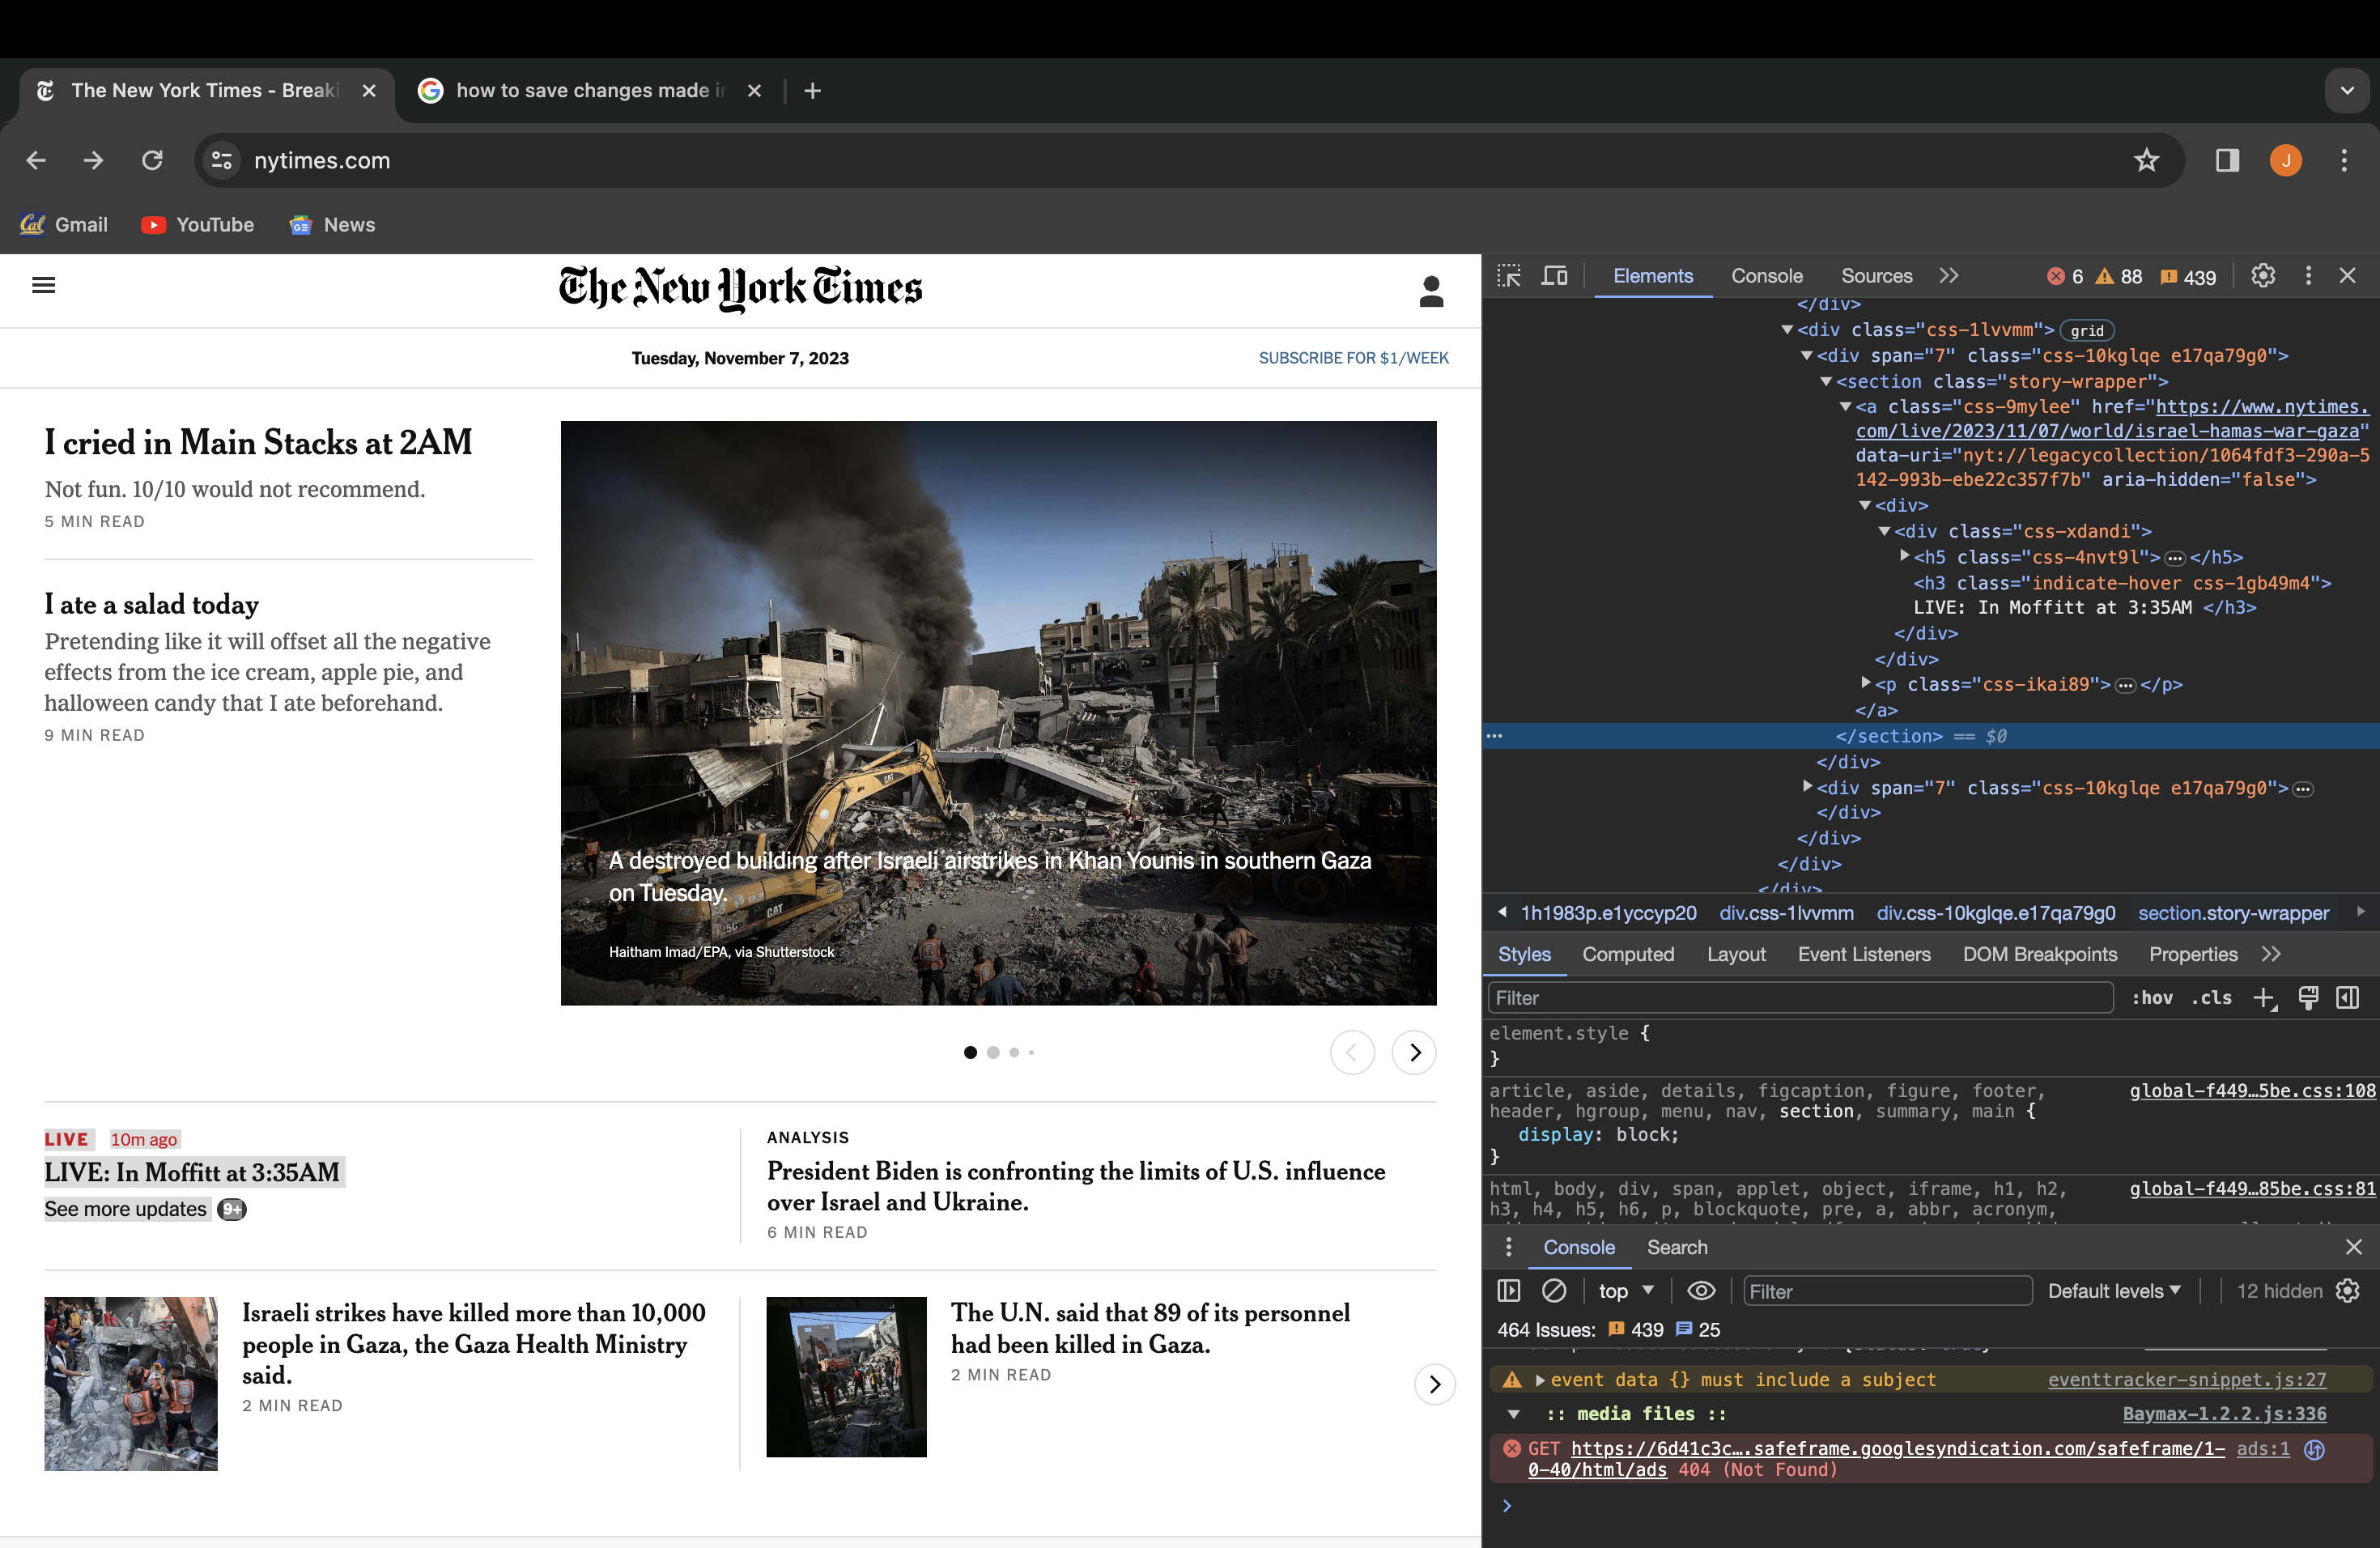 The New York Times - Breaki
how to save changes made in
nytimes.com
J
Cal Gmail
YouTube
GE News
The New York Times
Tuesday, November 7, 2023
SUBSCRIBE FOR $1/WEEK
I cried in Main Stacks at 2AM
Not fun. 10/10 would not recommend.
5 MIN READ
I ate a salad today
Pretending like it will offset all the negative
effects from the ice cream, apple pie, and
halloween candy that I ate beforehand.
9 MIN READ
CAT
CAT
A destroyed building after Israeli airstrikes in Khan Younis in southern Gaza
on Tuesday.
Haitham Imad/EPA, via Shutterstock
LIVE 10m ago
LIVE: In Moffitt at 3:35AM
See more updates 9+
ANALYSIS
President Biden is confronting the limits of U.S. influence
over Israel and Ukraine.
6 MIN READ
Israeli strikes have killed more than 10,000
people in Gaza, the Gaza Health Ministry
said.
2 MIN READ
The U.N. said that 89 of its personnel
had been killed in Gaza.
2 MIN READ
Elements Console Sources 6 88 439
</div>
<div class="css-1lvvmm"> grid
<div span="7" class="css-10kglqe e17qa79g0">
<section class="story-wrapper">
<a class="css-9mylee" href="https://www.nytimes.
com/live/2023/11/07/world/israel-hamas-war-gaza"
data-uri="nyt://legacycollection/1064fdf3-290a-5
142-993b-ebe22c357f7b" aria-hidden="false">
<div>
<div class="css-xdandi">
<h5 class="css-4nvt9l">…</h5>
<h3 class="indicate-hover css-1gb49m4">
LIVE: In Moffitt at 3:35AM </h3>
</div>
</div>
<p class="css-ikai89">…</p>
</a>
… </section> == $0
</div>
<div span="7" class="css-10kglqe e17qa79g0">…
</div>
</div>
</div>
</div>
1h1983p.e1yccyp20 div.css-1lvvmm div.css-10kglqe.e17qa79g0 section.story-wrapper
Styles Computed Layout Event Listeners DOM Breakpoints Properties
Filter :hov .cls
element.style {
}
article, aside, details, figcaption, figure, footer, global-f449…5be.css:108
header, hgroup, menu, nav, section, summary, main {
display: block;
}
html, body, div, span, applet, object, iframe, h1, h2, global-f449…85be.css:81
h3, h4, h5, h6, p, blockquote, pre, a, abbr, acronym,
Console Search
top Filter Default levels 12 hidden
464 Issues: 439 25
event data {} must include a subject eventtracker-snippet.js:27
:: media files :: Baymax-1.2.2.js:336
GET https://6d41c3c….safeframe.googlesyndication.com/safeframe/1- ads:1
0-40/html/ads 404 (Not Found)